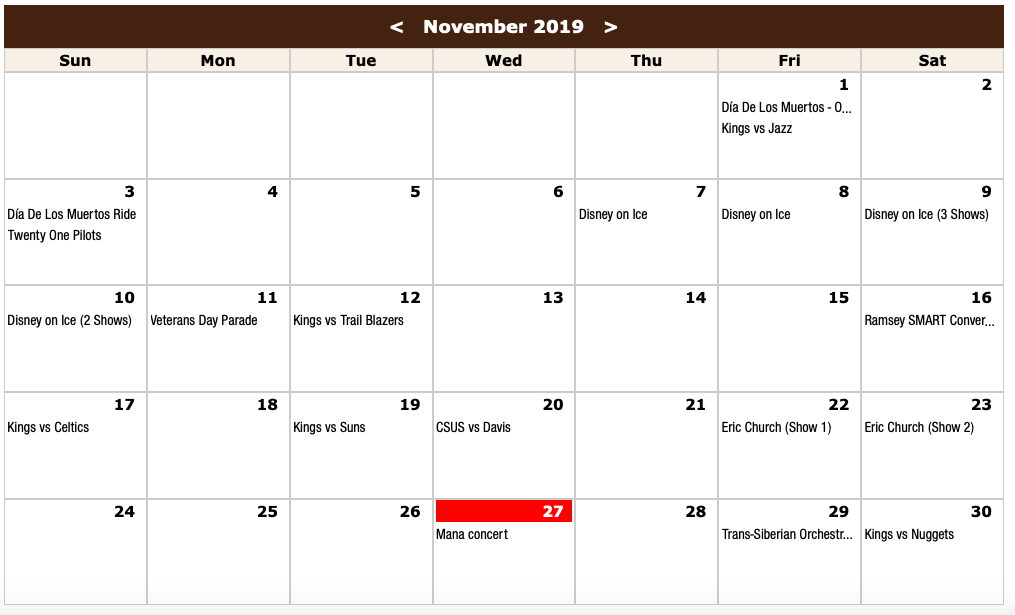 < November 2019 >
Sun Mon Tue Wed Thu Fri Sat
1 2
Día De Los Muertos - O...
Kings vs Jazz
3 4 5 6 7 8 9
Día De Los Muertos Ride Disney on Ice Disney on Ice Disney on Ice (3 Shows)
Twenty One Pilots
10 11 12 13 14 15 16
Disney on Ice (2 Shows) Veterans Day Parade Kings vs Trail Blazers Ramsey SMART Conver...
17 18 19 20 21 22 23
Kings vs Celtics Kings vs Suns CSUS vs Davis Eric Church (Show 1) Eric Church (Show 2)
24 25 26 27 28 29 30
Mana concert Trans-Siberian Orchestr... Kings vs Nuggets